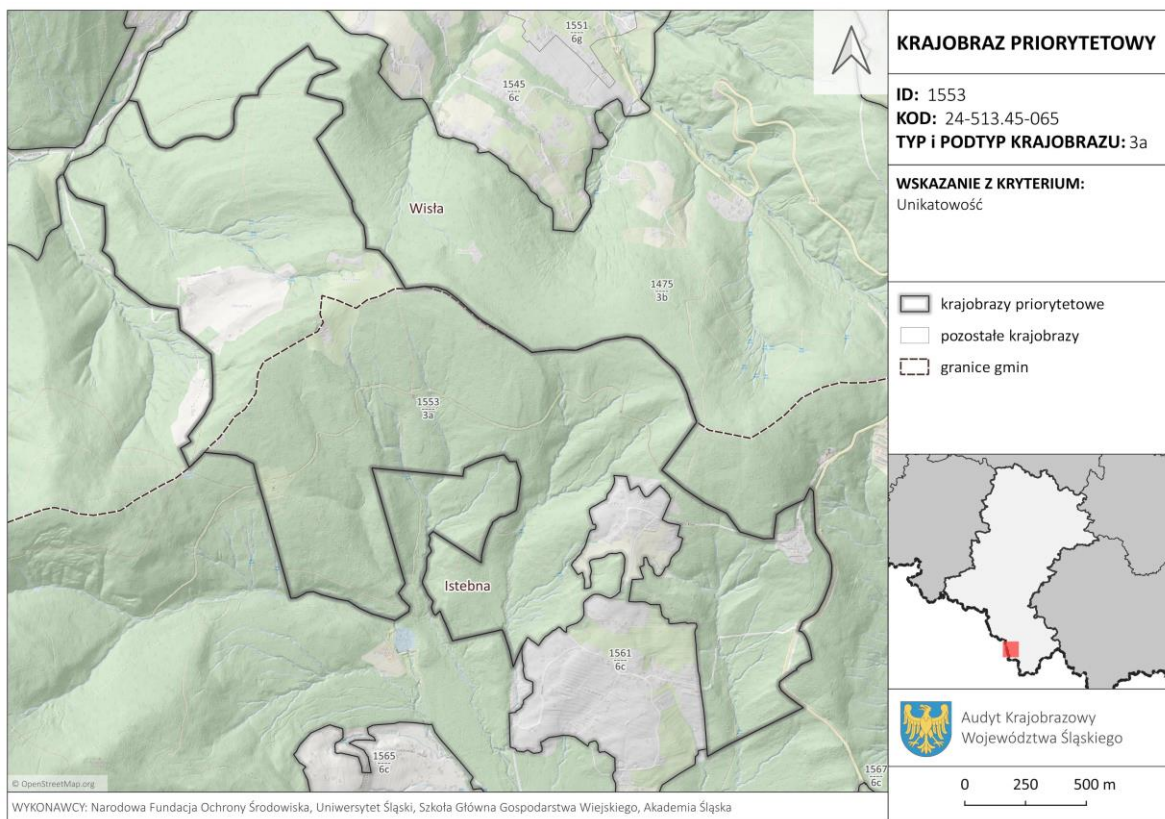 1551
6g
1545
6c
Wisła
1475
3b
1553
3a
Istebna
1561
6c
1565
6c
1567
6c
© OpenStreetMap.org
WYKONAWCY: Narodowa Fundacja Ochrony Środowiska, Uniwersytet Śląski, Szkoła Główna Gospodarstwa Wiejskiego, Akademia Śląska
KRAJOBRAZ PRIORYTETOWY
ID: 1553
KOD: 24-513.45-065
TYP i PODTYP KRAJOBRAZU: 3a
WSKAZANIE Z KRYTERIUM:
Unikatowość
krajobrazy priorytetowe
pozostałe krajobrazy
granice gmin
Audyt Krajobrazowy
Województwa Śląskiego
0 250 500 m